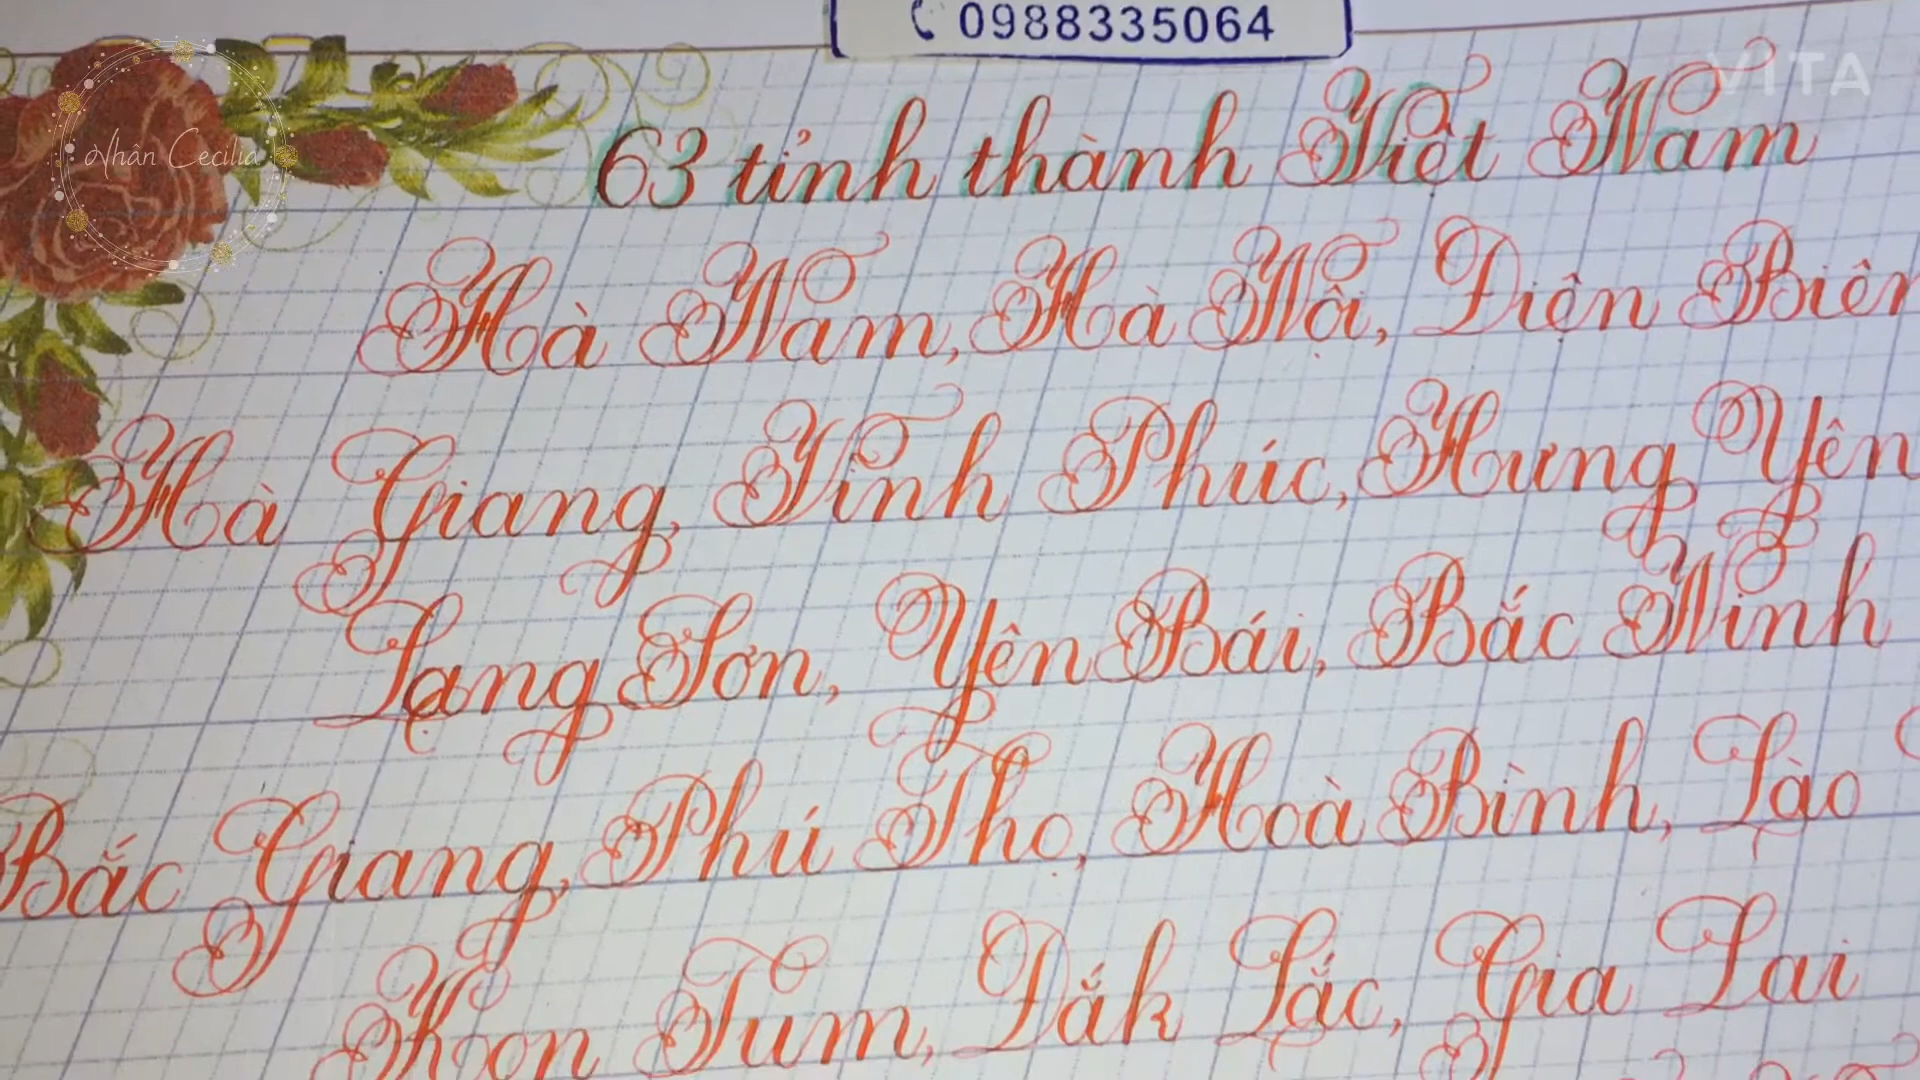 0988335064
VITA
Nhân Cecilia
63 tỉnh thành Việt Nam
Hà Nam, Hà Nội, Điện Biên
Hà Giang, Vĩnh Phúc, Hưng Yên
Lạng Sơn, Yên Bái, Bắc Ninh
Bắc Giang, Phú Thọ, Hoà Bình, Lào
Kon Tum, Đắk Lắc, Gia Lai